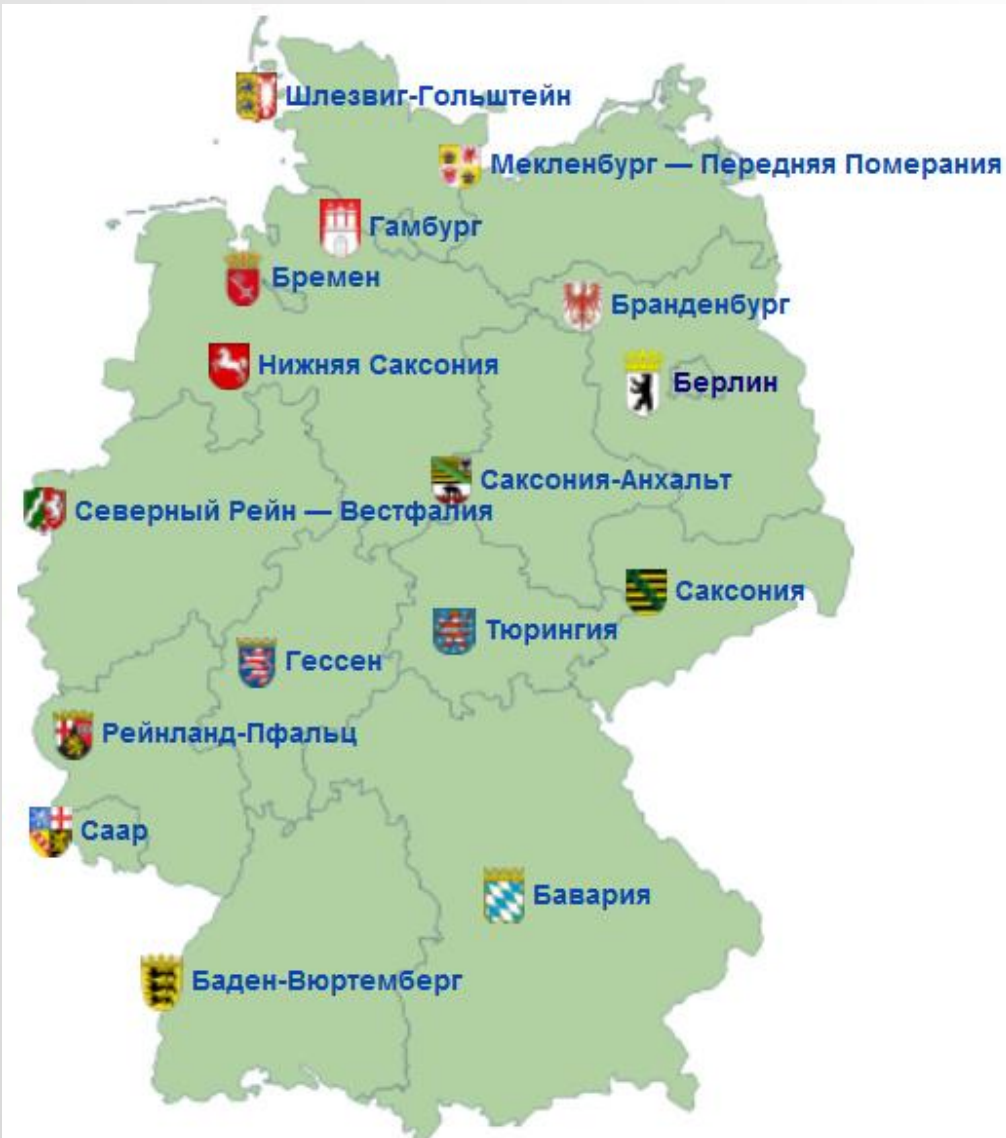 Шлезвиг-Гольштейн
Мекленбург — Передняя Померания
Гамбург
Бремен
Бранденбург
Нижняя Саксония
Берлин
Саксония-Анхальт
Северный Рейн — Вестфалия
Саксония
Тюрингия
Гессен
Рейнланд-Пфальц
Саар
Бавария
Баден-Вюртемберг